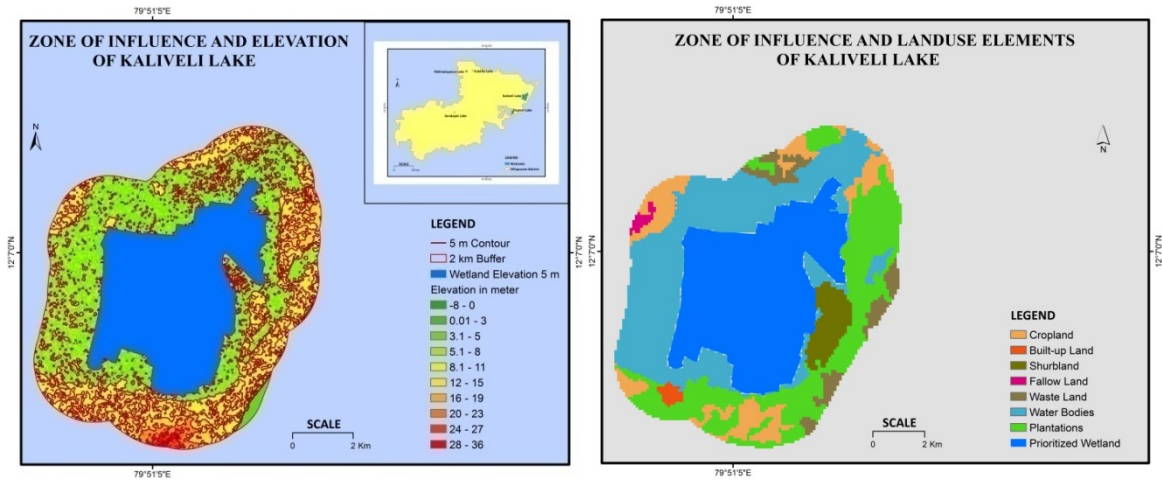 79°51'5"E
ZONE OF INFLUENCE AND ELEVATION
OF KALIVELI LAKE
N
12°7'0"N
LEGEND
5 m Contour
2 km Buffer
Wetland Elevation 5 m
Elevation in meter
-8 - 0
0.01 - 3
3.1 - 5
5.1 - 8
8.1 - 11
12 - 15
16 - 19
20 - 23
24 - 27
28 - 36
SCALE
0 2 Km
79°51'5"E
79°51'5"E
ZONE OF INFLUENCE AND LANDUSE ELEMENTS
OF KALIVELI LAKE
N
12°7'0"N
12°7'0"N
LEGEND
Cropland
Built-up Land
Shurbland
Fallow Land
Waste Land
Water Bodies
Plantations
Prioritized Wetland
SCALE
0 2 Km
79°51'5"E